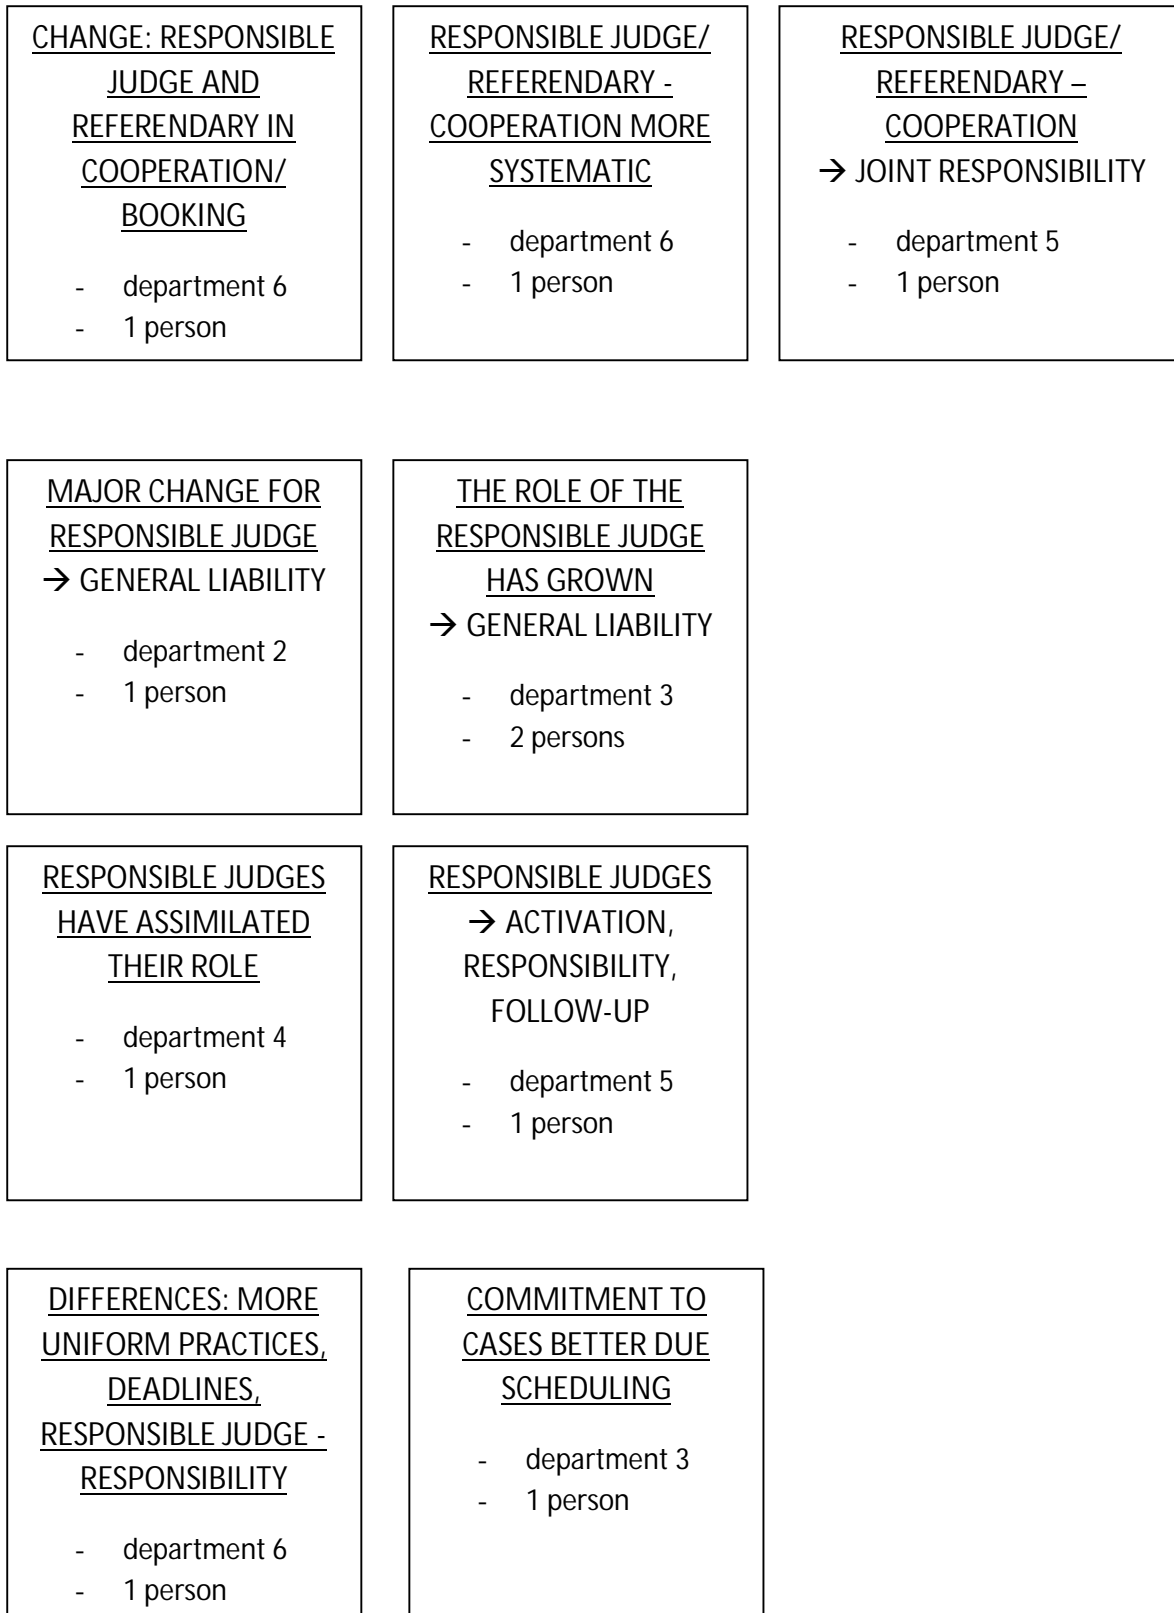 CHANGE: RESPONSIBLE
JUDGE AND
REFERENDARY IN
COOPERATION/
BOOKING
- department 6
- 1 person
RESPONSIBLE JUDGE/
REFERENDARY -
COOPERATION MORE
SYSTEMATIC
- department 6
- 1 person
RESPONSIBLE JUDGE/
REFERENDARY –
COOPERATION
→ JOINT RESPONSIBILITY
- department 5
- 1 person
MAJOR CHANGE FOR
RESPONSIBLE JUDGE
→ GENERAL LIABILITY
- department 2
- 1 person
THE ROLE OF THE
RESPONSIBLE JUDGE
HAS GROWN
→ GENERAL LIABILITY
- department 3
- 2 persons
RESPONSIBLE JUDGES
HAVE ASSIMILATED
THEIR ROLE
- department 4
- 1 person
RESPONSIBLE JUDGES
→ ACTIVATION,
RESPONSIBILITY,
FOLLOW-UP
- department 5
- 1 person
DIFFERENCES: MORE
UNIFORM PRACTICES,
DEADLINES,
RESPONSIBLE JUDGE -
RESPONSIBILITY
- department 6
- 1 person
COMMITMENT TO
CASES BETTER DUE
SCHEDULING
- department 3
- 1 person